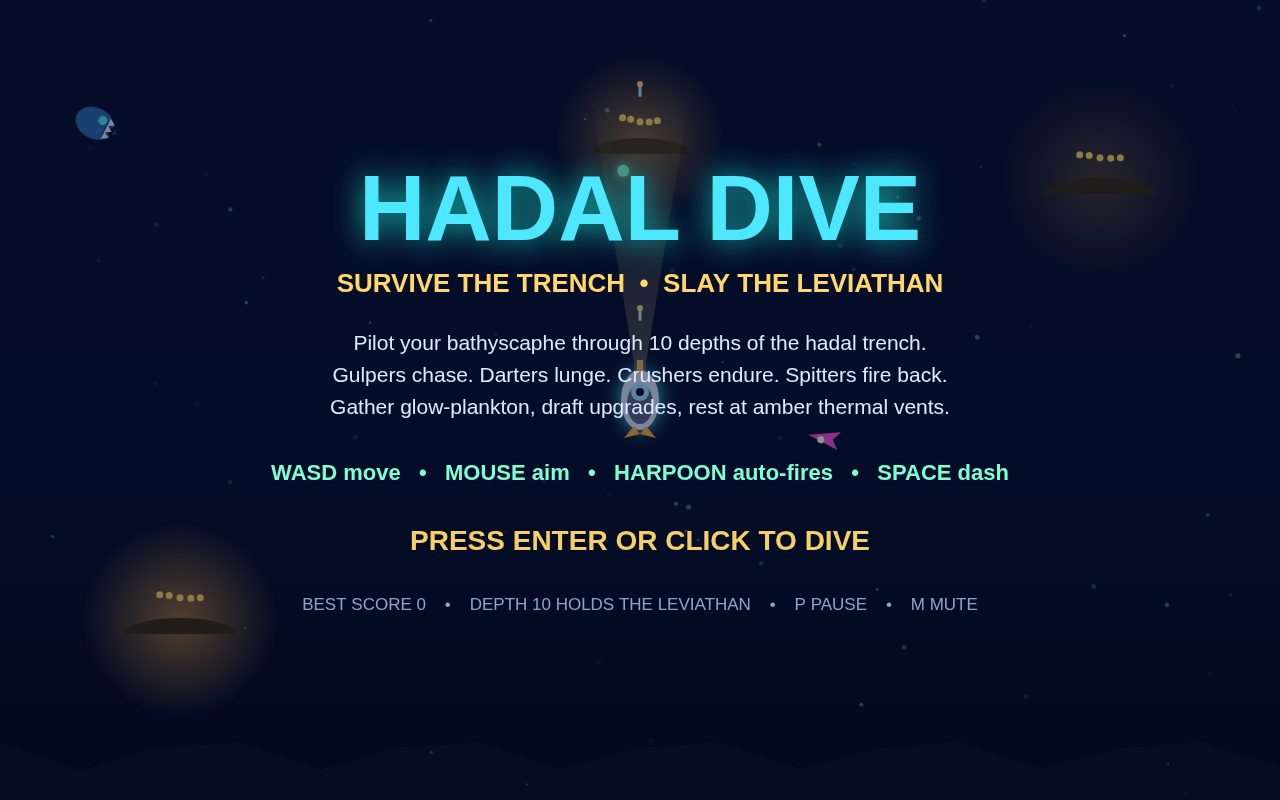 HADAL DIVE
SURVIVE THE TRENCH • SLAY THE LEVIATHAN
Pilot your bathyscaphe through 10 depths of the hadal trench.
Gulpers chase. Darters lunge. Crushers endure. Spitters fire back.
Gather glow-plankton, draft upgrades, rest at amber thermal vents.
WASD move • MOUSE aim • HARPOON auto-fires • SPACE dash
PRESS ENTER OR CLICK TO DIVE
BEST SCORE 0 • DEPTH 10 HOLDS THE LEVIATHAN • P PAUSE • M MUTE